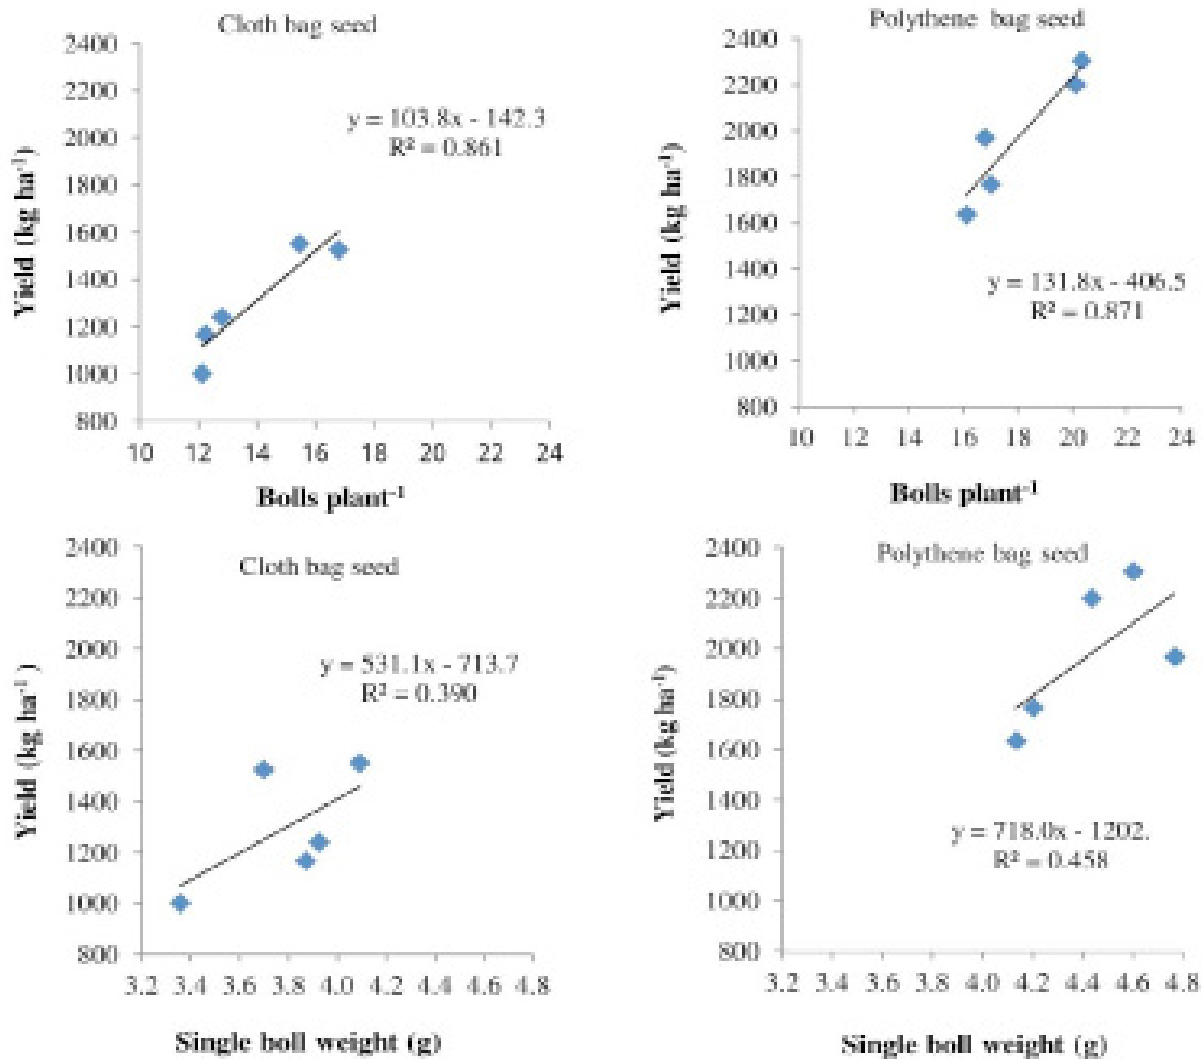 Cloth bag seed
2400
2200
2000
1800
1600
1400
1200
1000
800
Yield (kg ha⁻¹)
y = 103.8x - 142.3
R² = 0.861
10 12 14 16 18 20 22 24
Bolls plant⁻¹
Polythene bag seed
2400
2200
2000
1800
1600
1400
1200
1000
800
Yield (kg ha⁻¹)
y = 131.8x - 406.5
R² = 0.871
10 12 14 16 18 20 22 24
Bolls plant⁻¹
Cloth bag seed
2400
2200
2000
1800
1600
1400
1200
1000
800
Yield (kg ha⁻¹ )
y = 531.1x - 713.7
R² = 0.390
3.2 3.4 3.6 3.8 4.0 4.2 4.4 4.6 4.8
Single boll weight (g)
Polythene bag seed
2400
2200
2000
1800
1600
1400
1200
1000
800
Yield (kg ha⁻¹)
y = 718.0x - 1202.
R² = 0.458
3.2 3.4 3.6 3.8 4.0 4.2 4.4 4.6 4.8
Single boll weight (g)